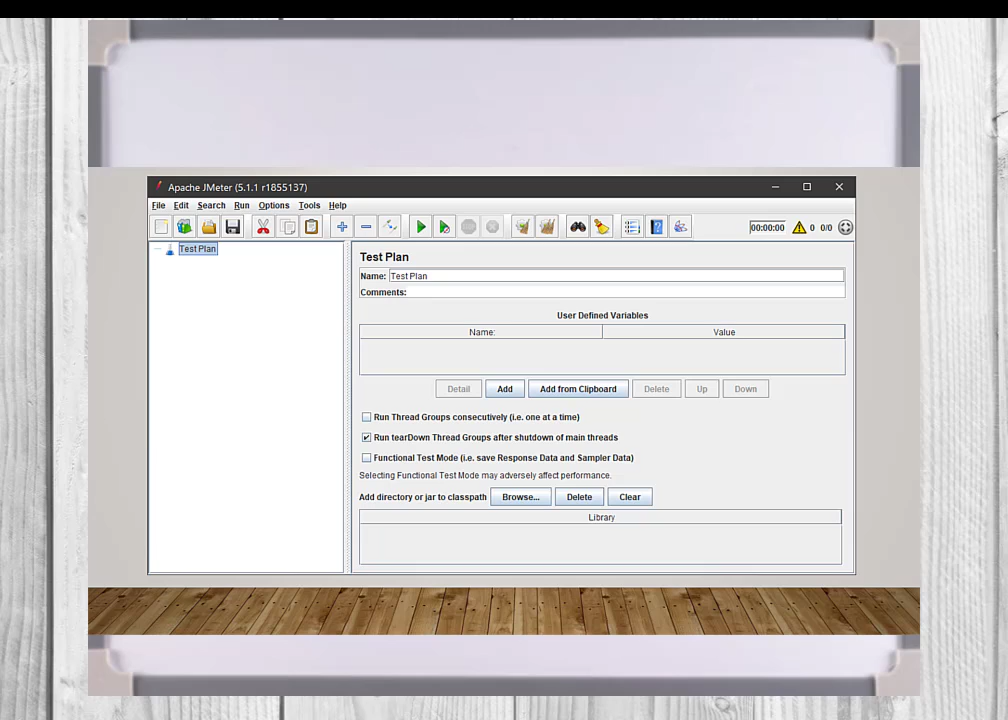 Apache JMeter (5.1.1 r1855137)
File Edit Search Run Options Tools Help
00:00:00 0 0/0
Test Plan
Test Plan
Name: Test Plan
Comments:
User Defined Variables
Name: Value
Detail Add Add from Clipboard Delete Up Down
Run Thread Groups consecutively (i.e. one at a time)
Run tearDown Thread Groups after shutdown of main threads
Functional Test Mode (i.e. save Response Data and Sampler Data)
Selecting Functional Test Mode may adversely affect performance.
Add directory or jar to classpath Browse... Delete Clear
Library